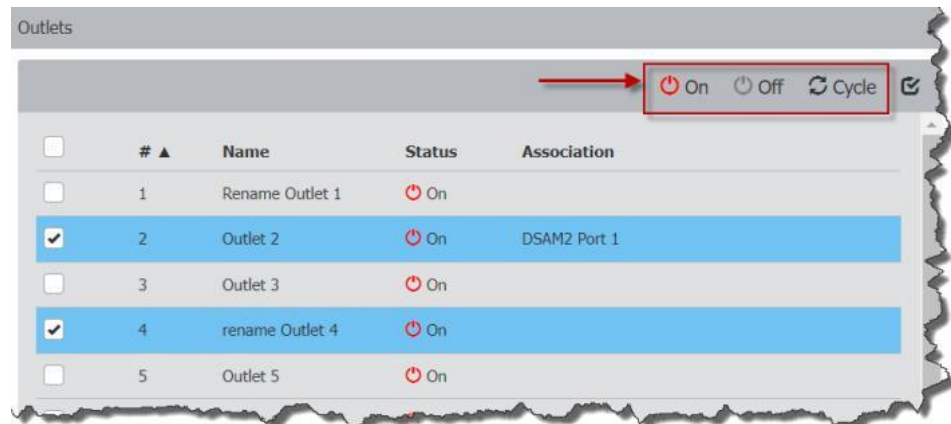 Outlets
On Off Cycle
# ▲ Name Status Association
1 Rename Outlet 1 On
2 Outlet 2 On DSAM2 Port 1
3 Outlet 3 On
4 rename Outlet 4 On
5 Outlet 5 On